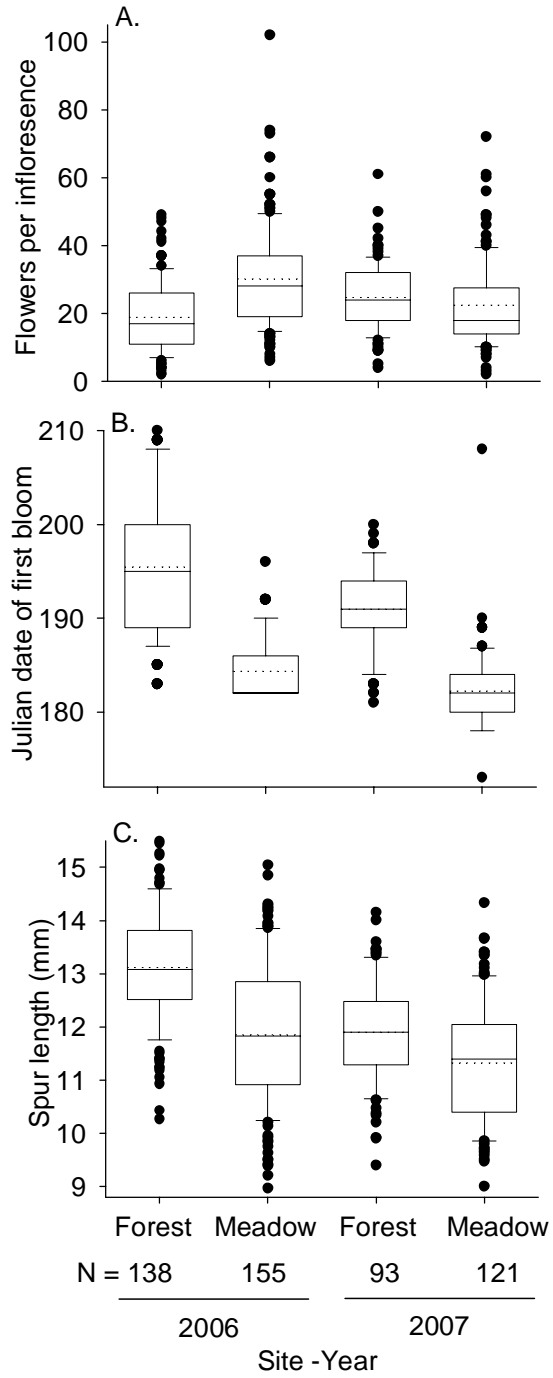 A.
Flowers per infloresence
100
80
60
40
20
0
B.
Julian date of first bloom
210
200
190
180
C.
Spur length (mm)
15
14
13
12
11
10
9
Forest Meadow Forest Meadow
N = 138 155 93 121
2006 2007
Site -Year